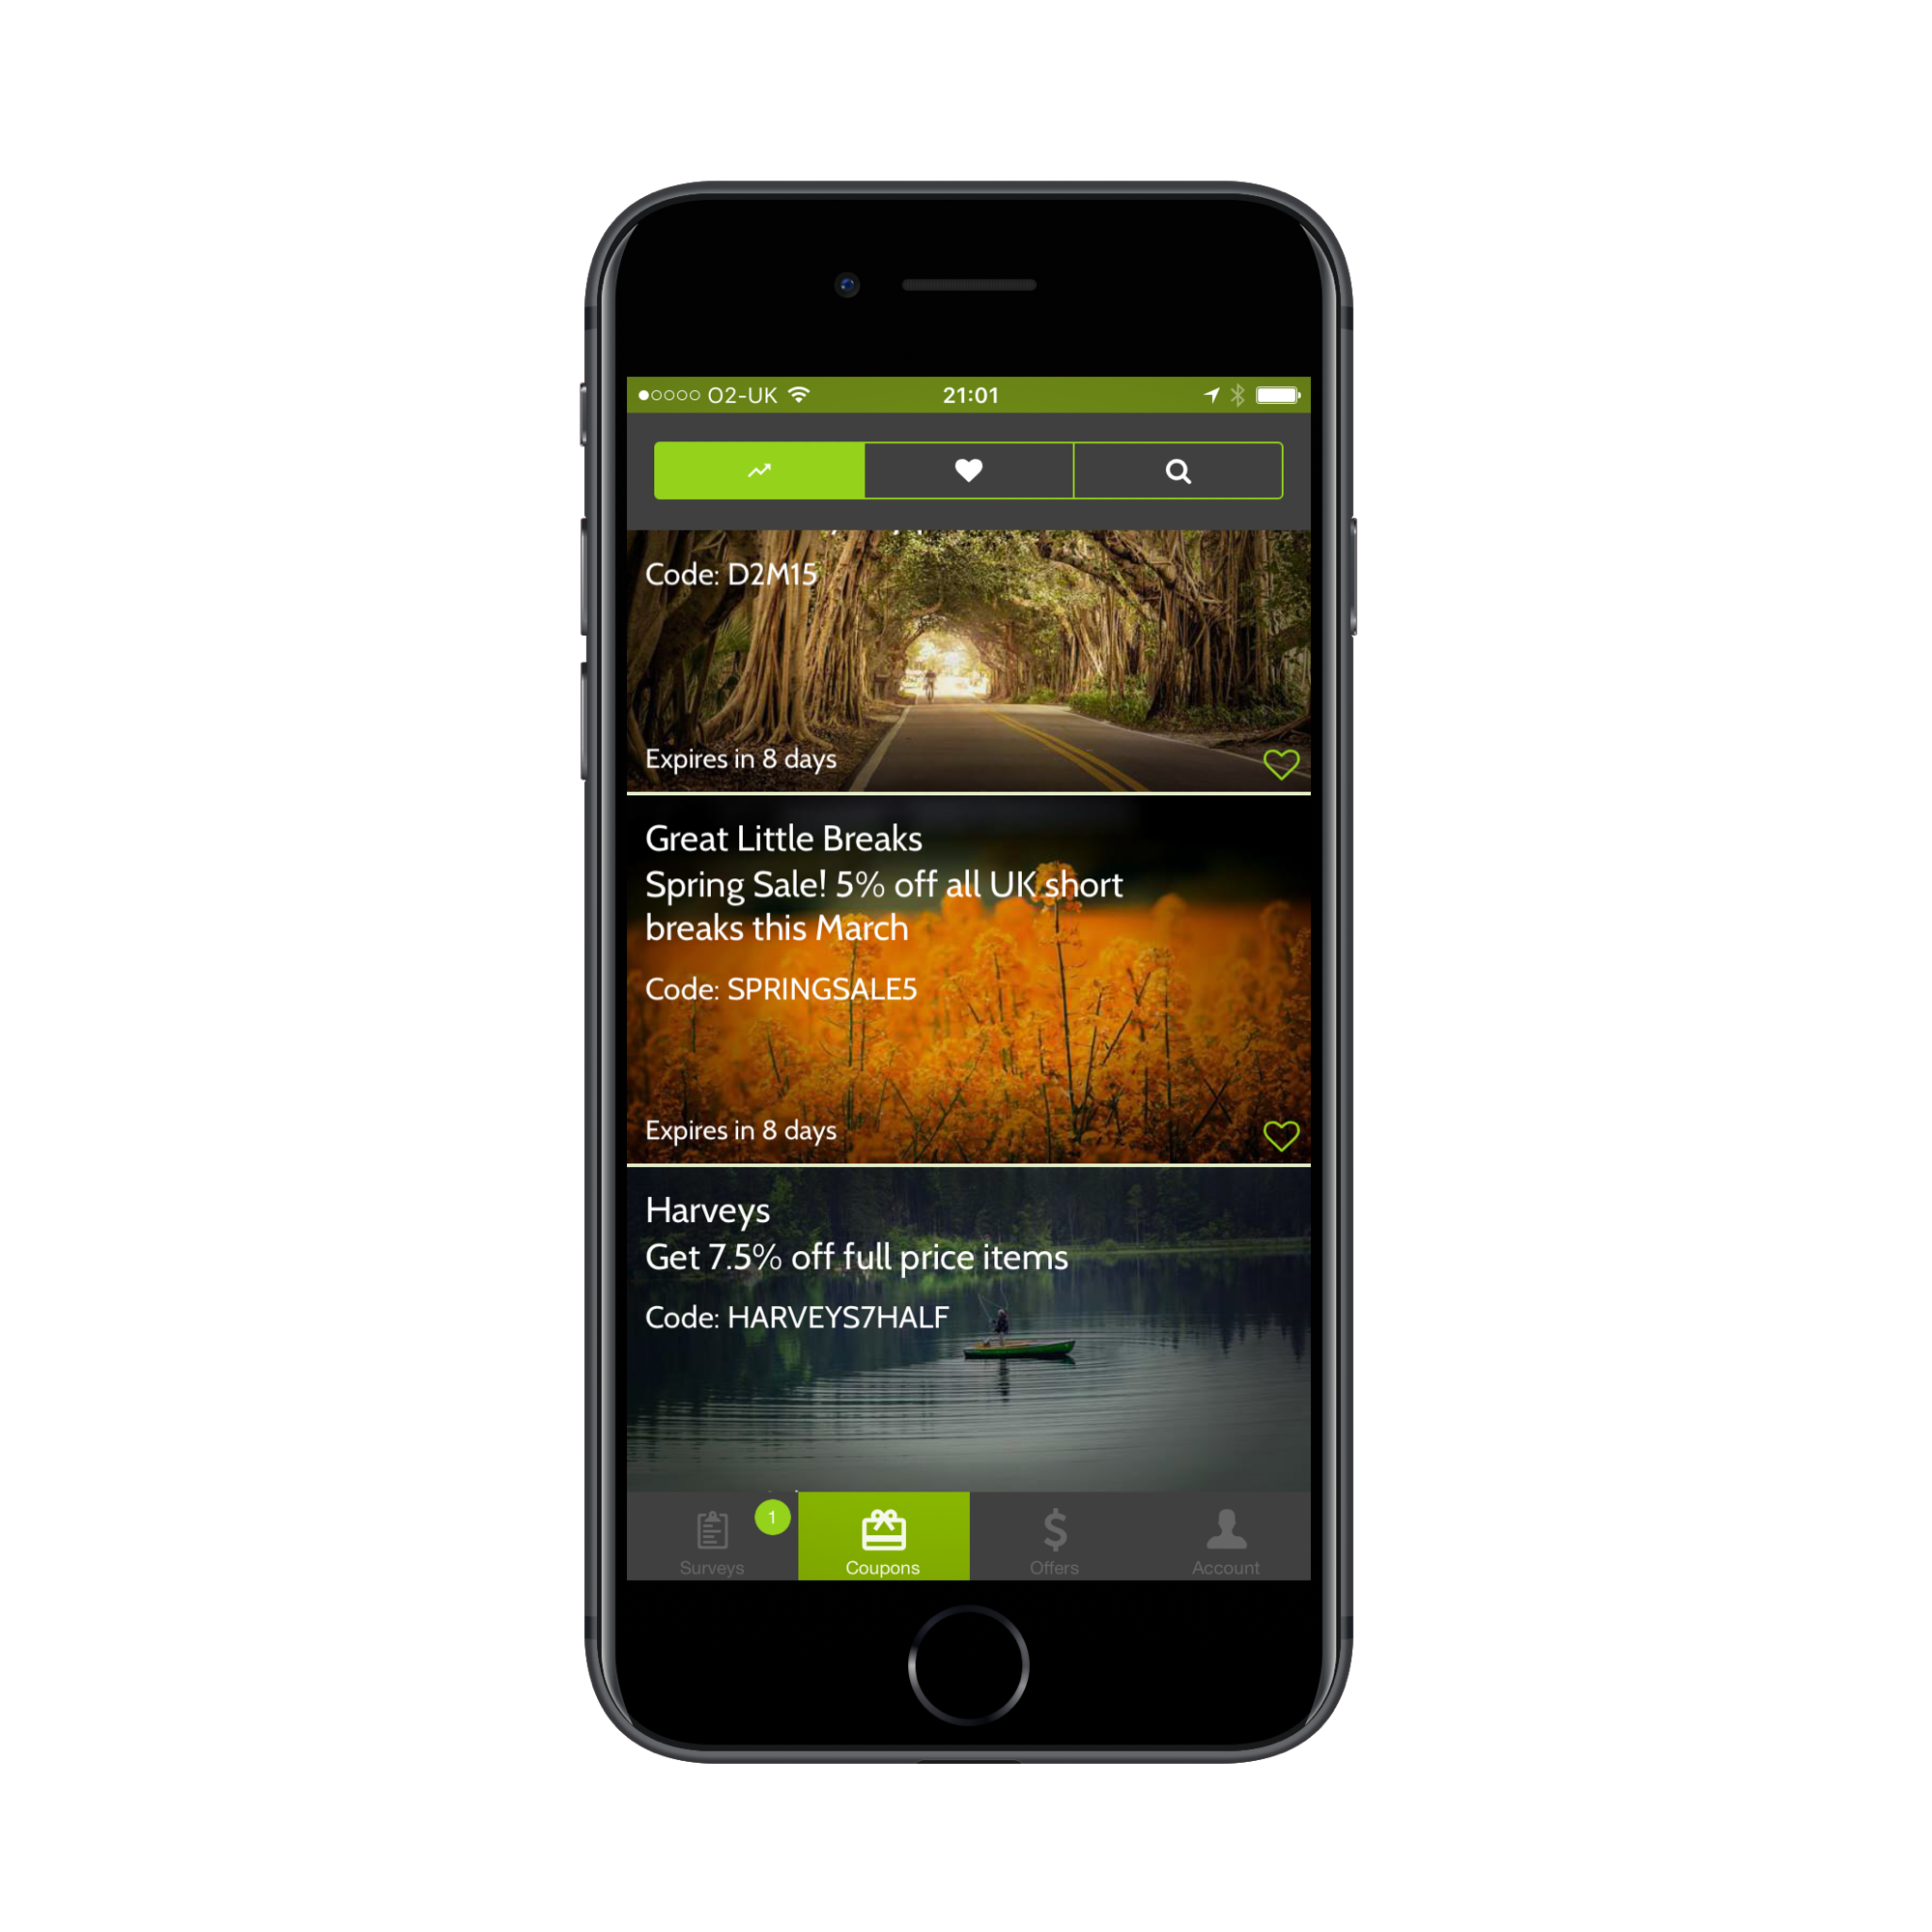 O2-UK
21:01
Code: D2M15
Expires in 8 days
Great Little Breaks
Spring Sale! 5% off all UK short
breaks this March
Code: SPRINGSALE5
Expires in 8 days
Harveys
Get 7.5% off full price items
Code: HARVEYS7HALF
1
Surveys
Coupons
Offers
Account